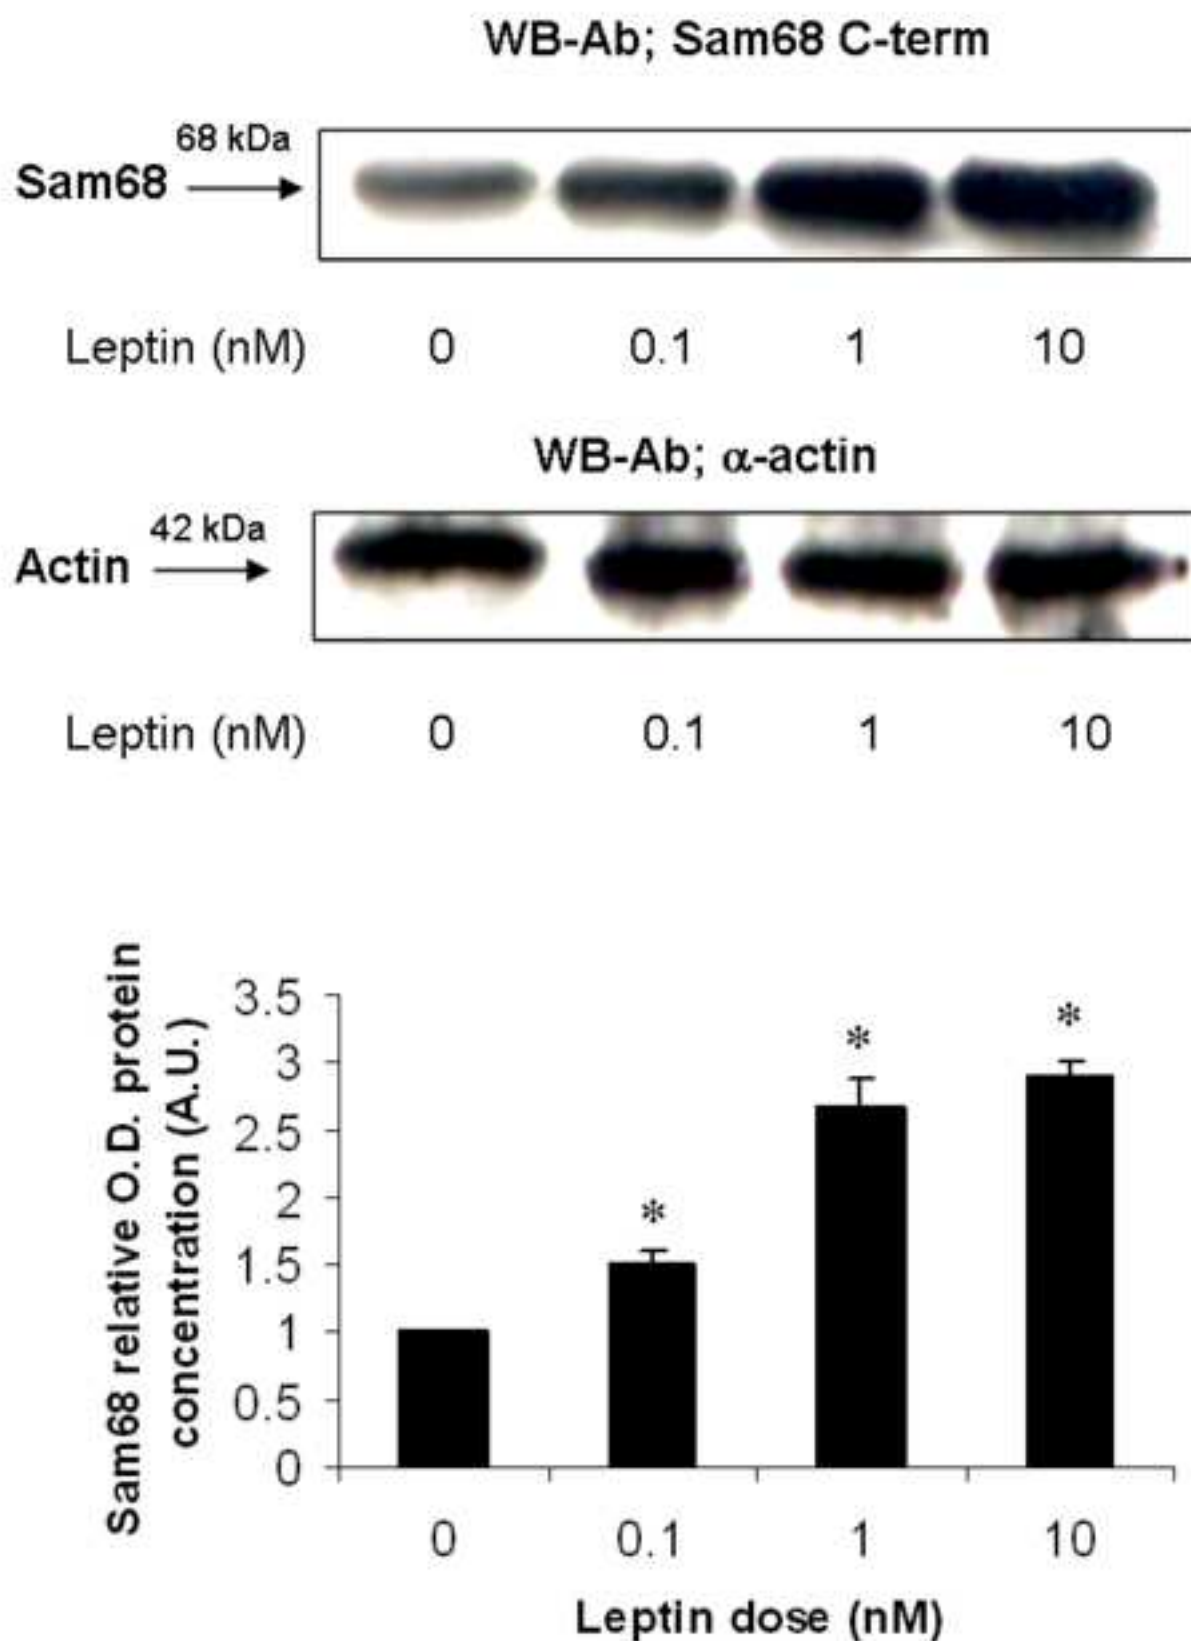 WB-Ab; Sam68 C-term
68 kDa
Sam68
Leptin (nM) 0 0.1 1 10
WB-Ab; α-actin
42 kDa
Actin
Leptin (nM) 0 0.1 1 10
Sam68 relative O.D. protein
concentration (A.U.)
3.5
3
2.5
2
1.5
1
0.5
0
* * *
0 0.1 1 10
Leptin dose (nM)